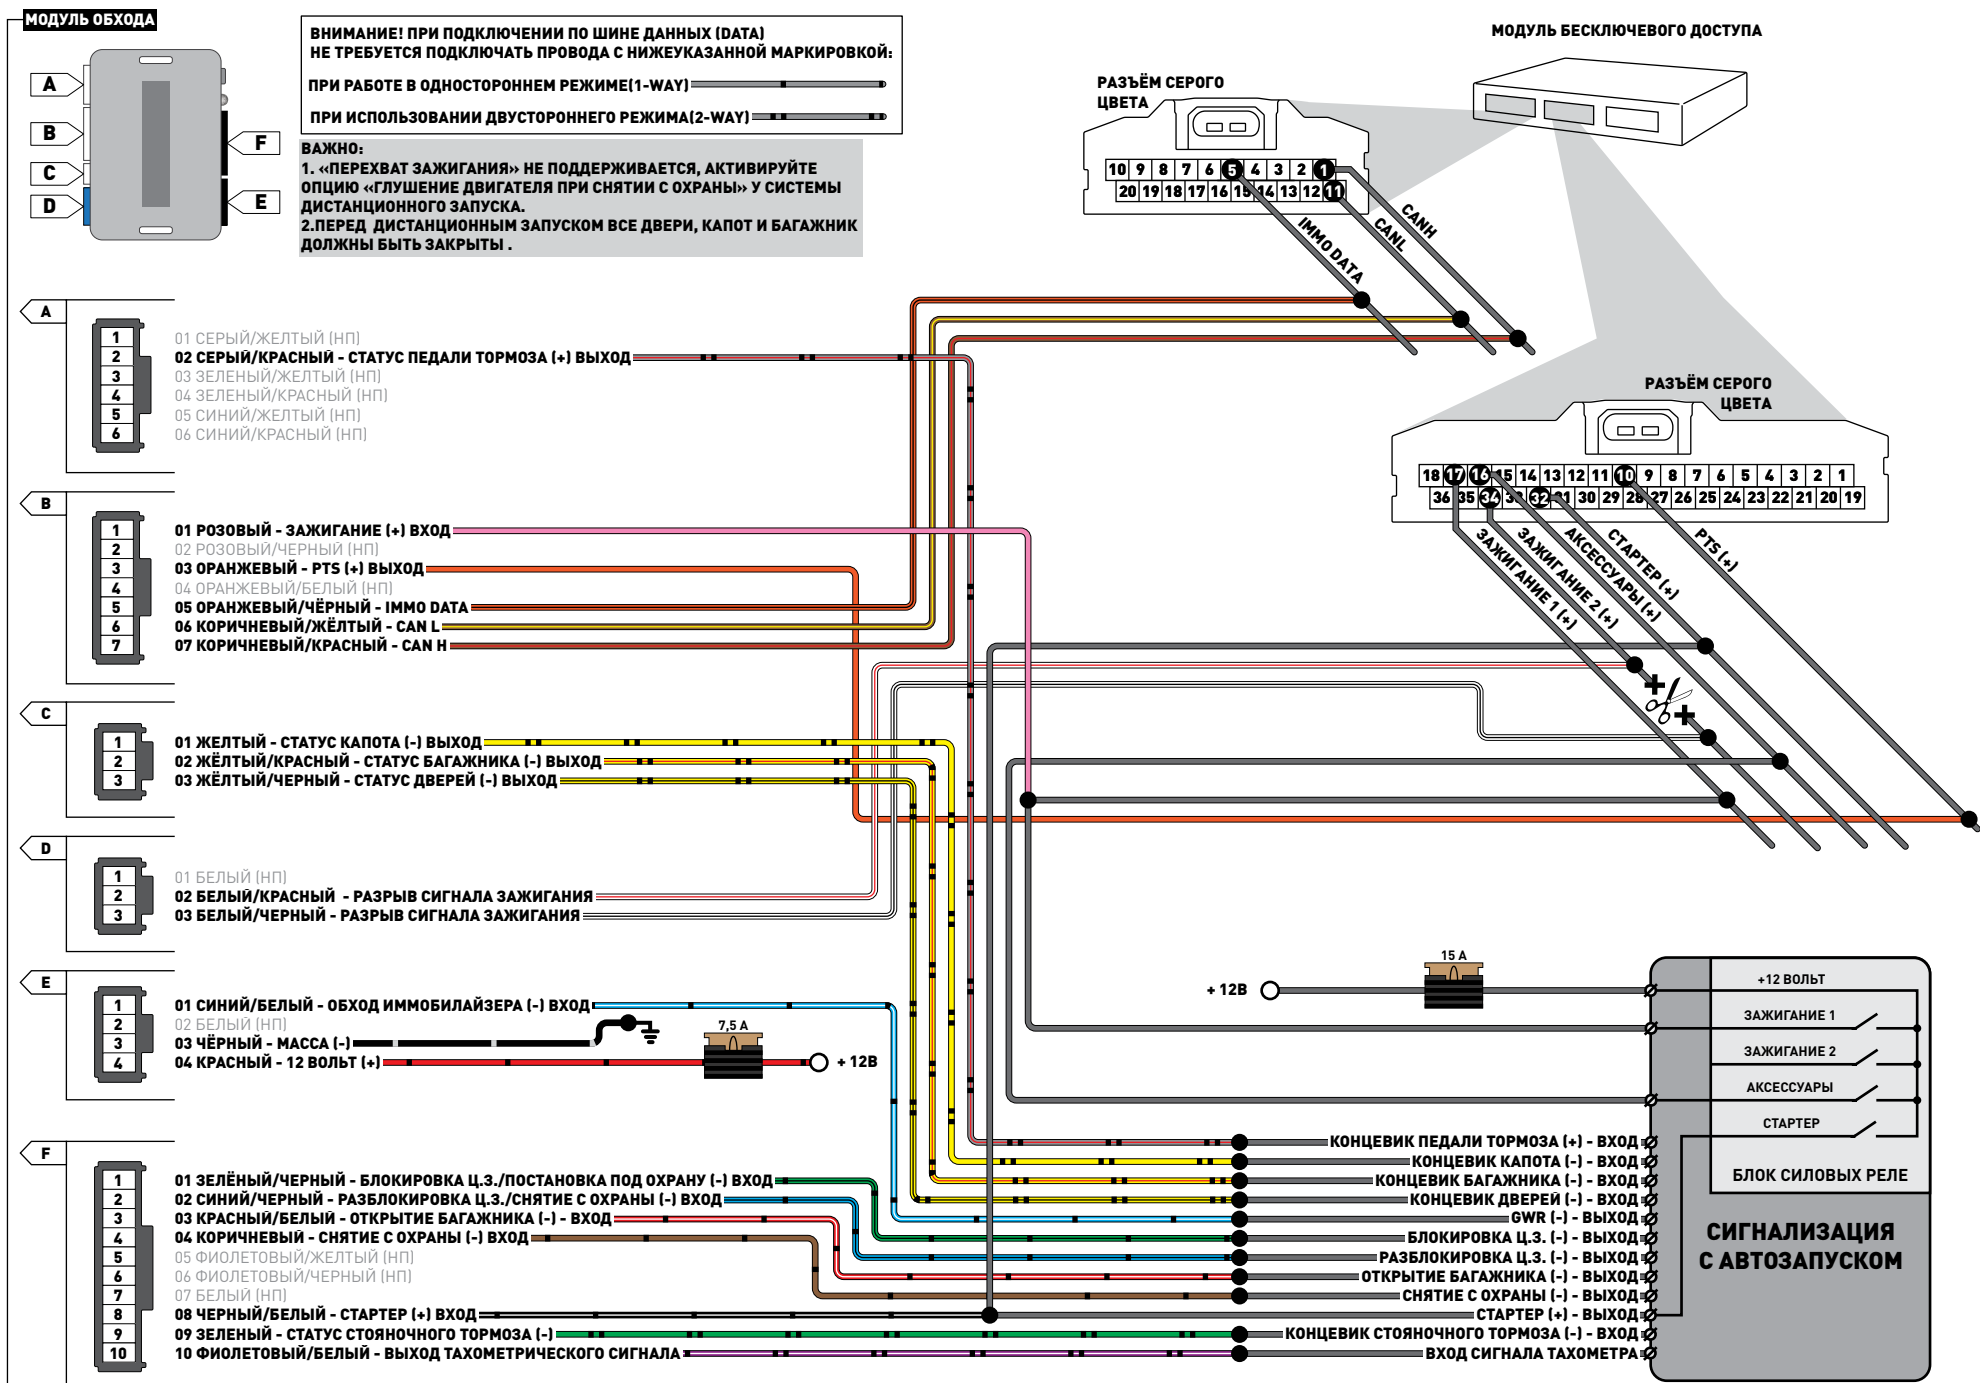 МОДУЛЬ ОБХОДА
A
B
C
D
F
E
ВНИМАНИЕ! ПРИ ПОДКЛЮЧЕНИИ ПО ШИНЕ ДАННЫХ (DATA)
НЕ ТРЕБУЕТСЯ ПОДКЛЮЧАТЬ ПРОВОДА С НИЖЕУКАЗАННОЙ МАРКИРОВКОЙ:
ПРИ РАБОТЕ В ОДНОСТОРОННЕМ РЕЖИМЕ(1-WAY)
ПРИ ИСПОЛЬЗОВАНИИ ДВУСТОРОННЕГО РЕЖИМА(2-WAY)
ВАЖНО:
1. «ПЕРЕХВАТ ЗАЖИГАНИЯ» НЕ ПОДДЕРЖИВАЕТСЯ, АКТИВИРУЙТЕ
ОПЦИЮ «ГЛУШЕНИЕ ДВИГАТЕЛЯ ПРИ СНЯТИИ С ОХРАНЫ» У СИСТЕМЫ
ДИСТАНЦИОННОГО ЗАПУСКА.
2.ПЕРЕД ДИСТАНЦИОННЫМ ЗАПУСКОМ ВСЕ ДВЕРИ, КАПОТ И БАГАЖНИК
ДОЛЖНЫ БЫТЬ ЗАКРЫТЫ .
МОДУЛЬ БЕСКЛЮЧЕВОГО ДОСТУПА
РАЗЪЁМ СЕРОГО
ЦВЕТА
10 9 8 7 6 5 4 3 2 1
20 19 18 17 16 15 14 13 12 11
IMMO DATA
CANL
CANH
РАЗЪЁМ СЕРОГО
ЦВЕТА
18 17 16 15 14 13 12 11 10 9 8 7 6 5 4 3 2 1
36 35 34 33 32 31 30 29 28 27 26 25 24 23 22 21 20 19
ЗАЖИГАНИЕ 1 (+)
ЗАЖИГАНИЕ 2 (+)
АКСЕССУАРЫ (+)
СТАРТЕР (+)
PTS (+)
A
1 01 СЕРЫЙ/ЖЕЛТЫЙ (НП)
2 02 СЕРЫЙ/КРАСНЫЙ - СТАТУС ПЕДАЛИ ТОРМОЗА (+) ВЫХОД
3 03 ЗЕЛЕНЫЙ/ЖЕЛТЫЙ (НП)
4 04 ЗЕЛЕНЫЙ/КРАСНЫЙ (НП)
5 05 СИНИЙ/ЖЕЛТЫЙ (НП)
6 06 СИНИЙ/КРАСНЫЙ (НП)
B
1 01 РОЗОВЫЙ - ЗАЖИГАНИЕ (+) ВХОД
2 02 РОЗОВЫЙ/ЧЕРНЫЙ (НП)
3 03 ОРАНЖЕВЫЙ - PTS (+) ВЫХОД
4 04 ОРАНЖЕВЫЙ/БЕЛЫЙ (НП)
5 05 ОРАНЖЕВЫЙ/ЧЁРНЫЙ - IMMO DATA
6 06 КОРИЧНЕВЫЙ/ЖЁЛТЫЙ - CAN L
7 07 КОРИЧНЕВЫЙ/КРАСНЫЙ - CAN H
C
1 01 ЖЕЛТЫЙ - СТАТУС КАПОТА (-) ВЫХОД
2 02 ЖЁЛТЫЙ/КРАСНЫЙ - СТАТУС БАГАЖНИКА (-) ВЫХОД
3 03 ЖЁЛТЫЙ/ЧЕРНЫЙ - СТАТУС ДВЕРЕЙ (-) ВЫХОД
D
1 01 БЕЛЫЙ (НП)
2 02 БЕЛЫЙ/КРАСНЫЙ - РАЗРЫВ СИГНАЛА ЗАЖИГАНИЯ
3 03 БЕЛЫЙ/ЧЕРНЫЙ - РАЗРЫВ СИГНАЛА ЗАЖИГАНИЯ
E
1 01 СИНИЙ/БЕЛЫЙ - ОБХОД ИММОБИЛАЙЗЕРА (-) ВХОД
2 02 БЕЛЫЙ (НП)
3 03 ЧЁРНЫЙ - МАССА (-)
4 04 КРАСНЫЙ - 12 ВОЛЬТ (+)
7,5 А
+ 12В
F
1 01 ЗЕЛЁНЫЙ/ЧЕРНЫЙ - БЛОКИРОВКА Ц.З./ПОСТАНОВКА ПОД ОХРАНУ (-) ВХОД
2 02 СИНИЙ/ЧЕРНЫЙ - РАЗБЛОКИРОВКА Ц.З./СНЯТИЕ С ОХРАНЫ (-) ВХОД
3 03 КРАСНЫЙ/БЕЛЫЙ - ОТКРЫТИЕ БАГАЖНИКА (-) - ВХОД
4 04 КОРИЧНЕВЫЙ - СНЯТИЕ С ОХРАНЫ (-) ВХОД
5 05 ФИОЛЕТОВЫЙ/ЖЕЛТЫЙ (НП)
6 06 ФИОЛЕТОВЫЙ/ЧЕРНЫЙ (НП)
7 07 БЕЛЫЙ (НП)
8 08 ЧЕРНЫЙ/БЕЛЫЙ - СТАРТЕР (+) ВХОД
9 09 ЗЕЛЕНЫЙ - СТАТУС СТОЯНОЧНОГО ТОРМОЗА (-)
10 10 ФИОЛЕТОВЫЙ/БЕЛЫЙ - ВЫХОД ТАХОМЕТРИЧЕСКОГО СИГНАЛА
+ 12В
15 А
+12 ВОЛЬТ
ЗАЖИГАНИЕ 1
ЗАЖИГАНИЕ 2
АКСЕССУАРЫ
СТАРТЕР
БЛОК СИЛОВЫХ РЕЛЕ
СИГНАЛИЗАЦИЯ
С АВТОЗАПУСКОМ
КОНЦЕВИК ПЕДАЛИ ТОРМОЗА (+) - ВХОД
КОНЦЕВИК КАПОТА (-) - ВХОД
КОНЦЕВИК БАГАЖНИКА (-) - ВХОД
КОНЦЕВИК ДВЕРЕЙ (-) - ВХОД
GWR (-) - ВЫХОД
БЛОКИРОВКА Ц.З. (-) - ВЫХОД
РАЗБЛОКИРОВКА Ц.З. (-) - ВЫХОД
ОТКРЫТИЕ БАГАЖНИКА (-) - ВЫХОД
СНЯТИЕ С ОХРАНЫ (-) - ВЫХОД
СТАРТЕР (+) - ВЫХОД
КОНЦЕВИК СТОЯНОЧНОГО ТОРМОЗА (-) - ВХОД
ВХОД СИГНАЛА ТАХОМЕТРА